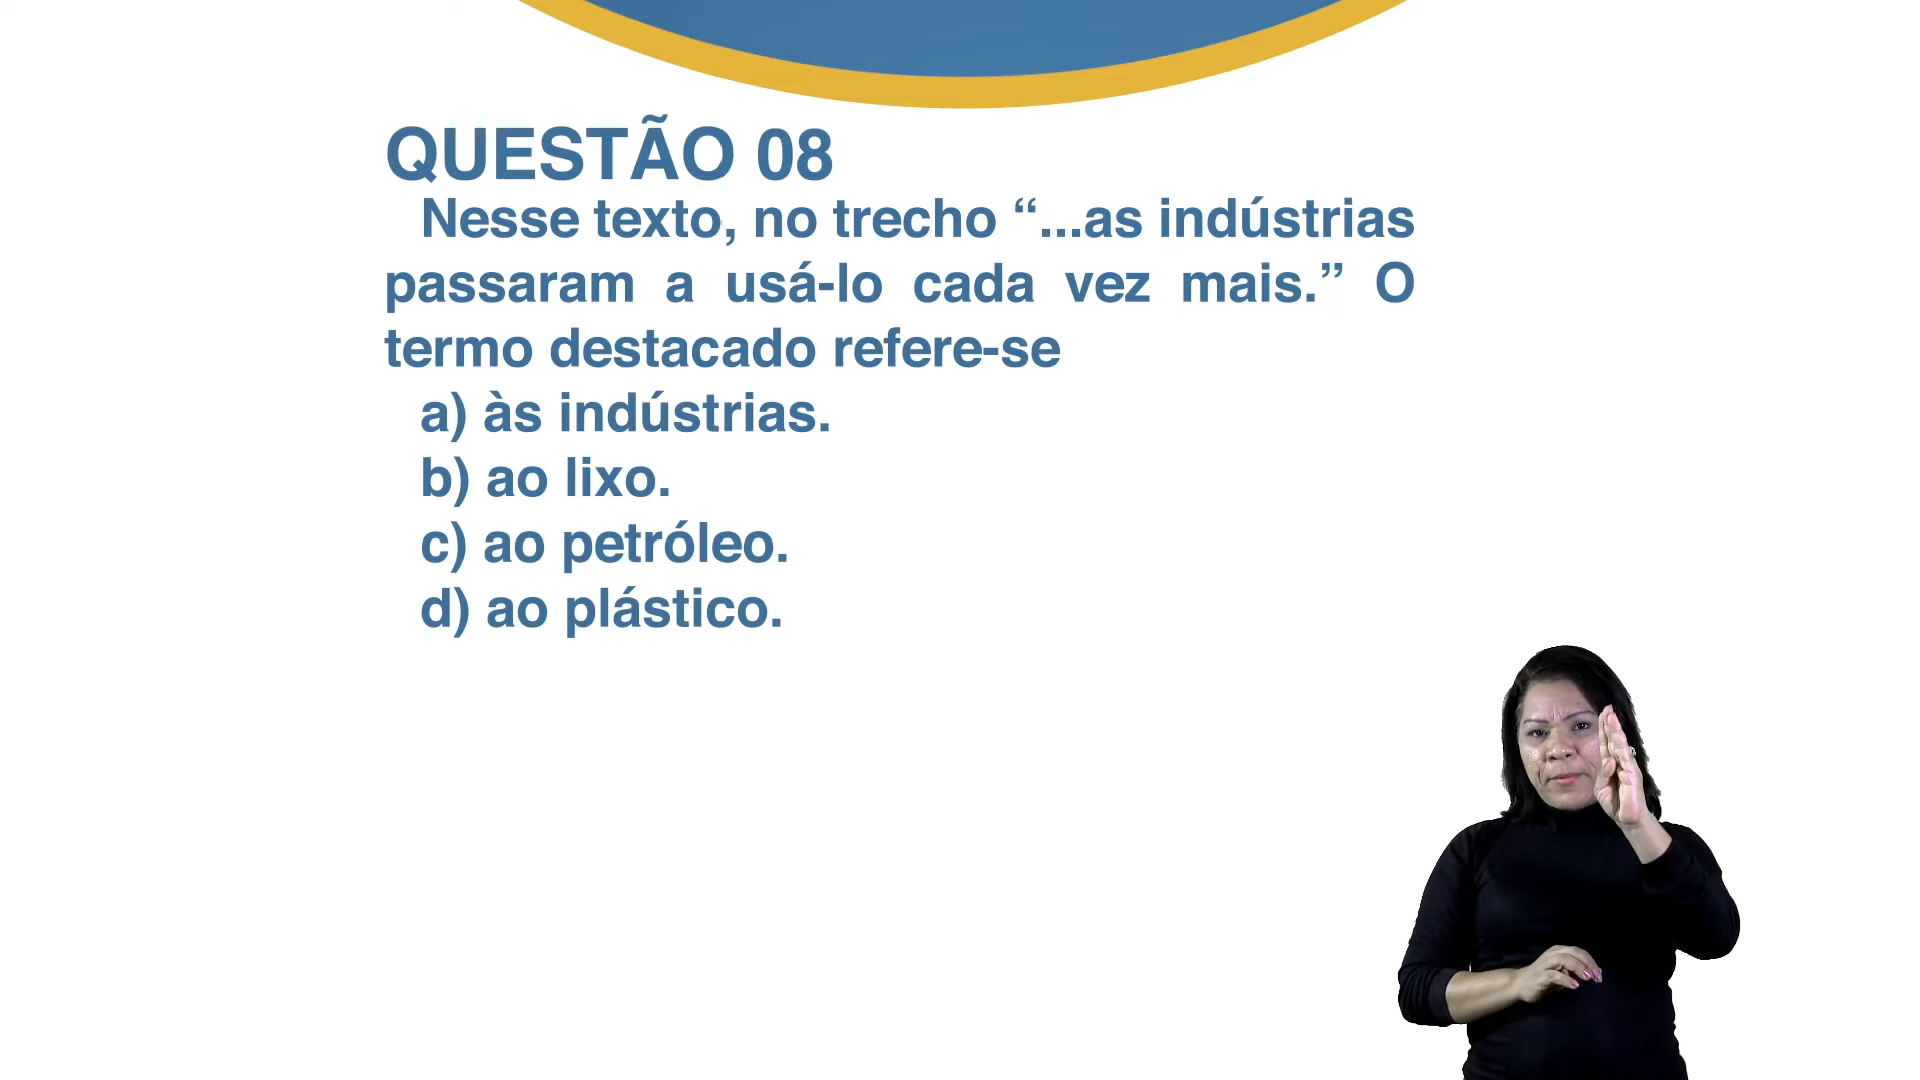 QUESTÃO 08
Nesse texto, no trecho “...as indústrias
passaram a usá-lo cada vez mais.” O
termo destacado refere-se
a) às indústrias.
b) ao lixo.
c) ao petróleo.
d) ao plástico.